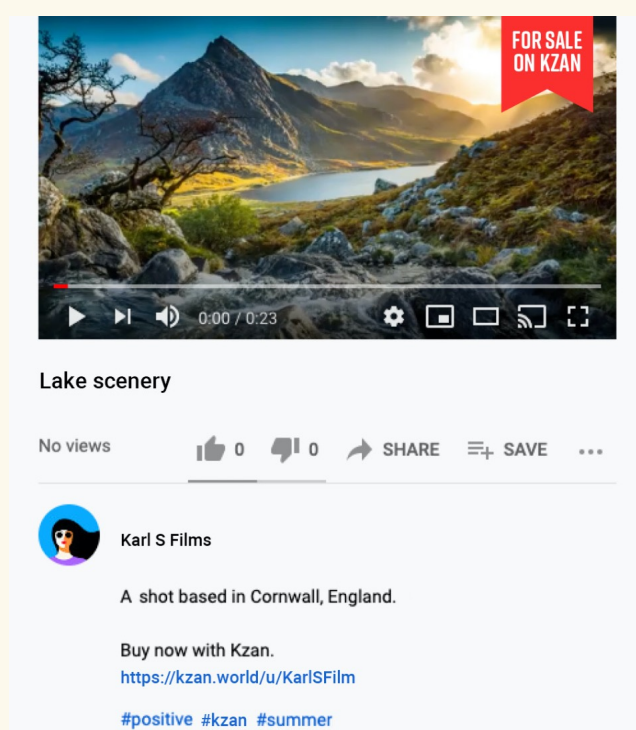 FOR SALE
ON KZAN
0:00 / 0:23
Lake scenery
No views 0 0 SHARE SAVE
Karl S Films
A shot based in Cornwall, England.
Buy now with Kzan.
https://kzan.world/u/KarlSFilm
#positive #kzan #summer